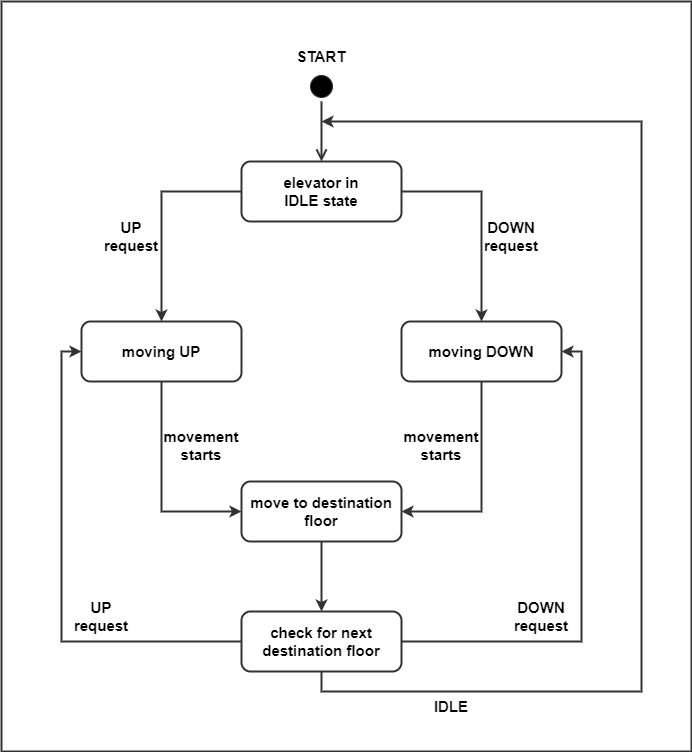 START
elevator in
IDLE state
UP
request
DOWN
request
moving UP
moving DOWN
movement
starts
movement
starts
move to destination
floor
UP
request
DOWN
request
check for next
destination floor
IDLE